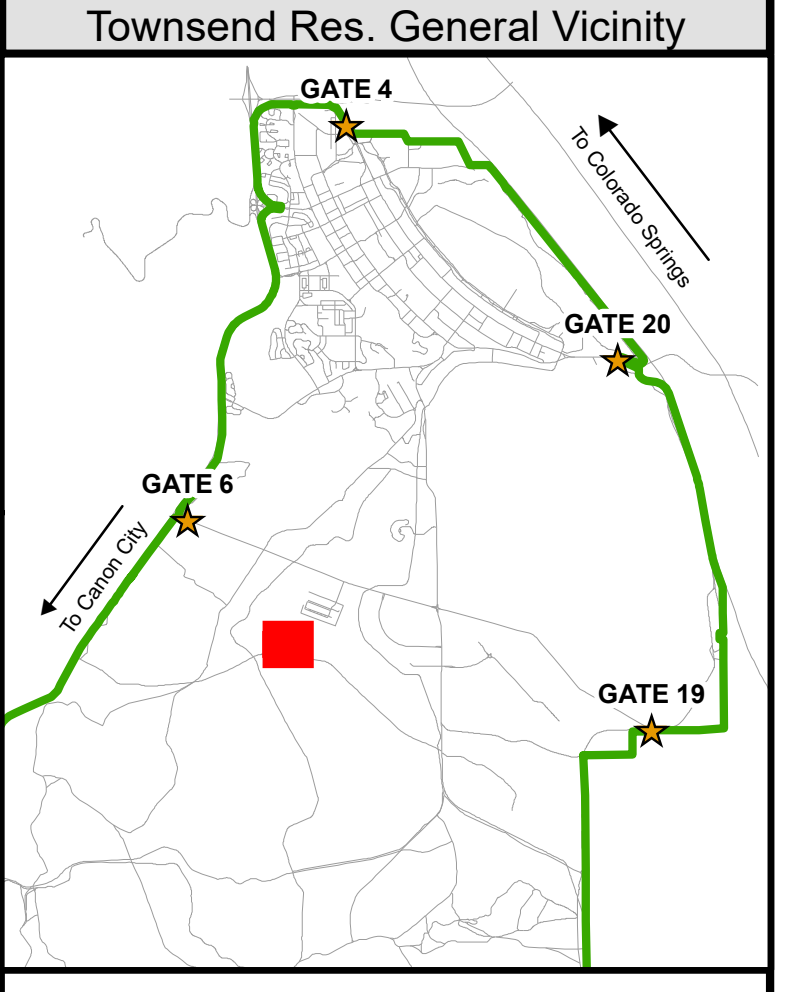 Townsend Res. General Vicinity
GATE 4
To Colorado Springs
GATE 20
GATE 6
To Canon City
GATE 19